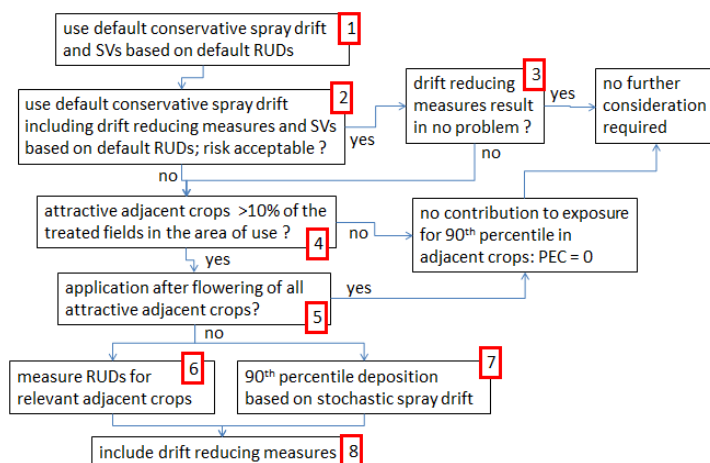 use default conservative spray drift
and SVs based on default RUDs
1
use default conservative spray drift
including drift reducing measures and SVs
based on default RUDs; risk acceptable ?
2
yes
no
drift reducing
measures result
in no problem ?
3
yes
no
no further
consideration
required
attractive adjacent crops >10% of the
treated fields in the area of use ?
4
no
yes
no contribution to exposure
for 90th percentile in
adjacent crops: PEC = 0
application after flowering of all
attractive adjacent crops?
5
yes
no
measure RUDs for
relevant adjacent crops
6
90th percentile deposition
based on stochastic spray drift
7
include drift reducing measures
8